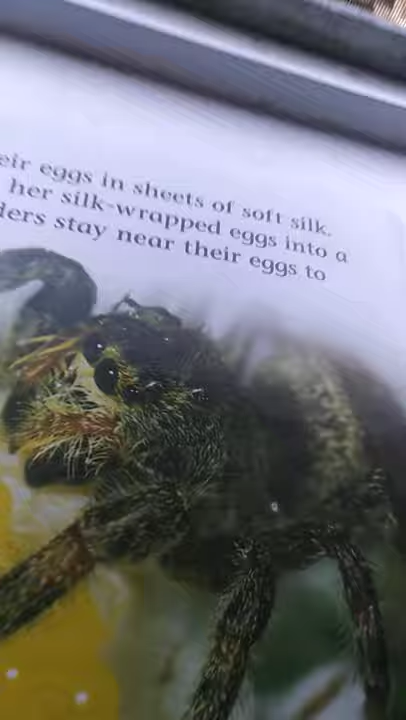 eir eggs in sheets of soft silk.
her silk-wrapped eggs into a
ders stay near their eggs to